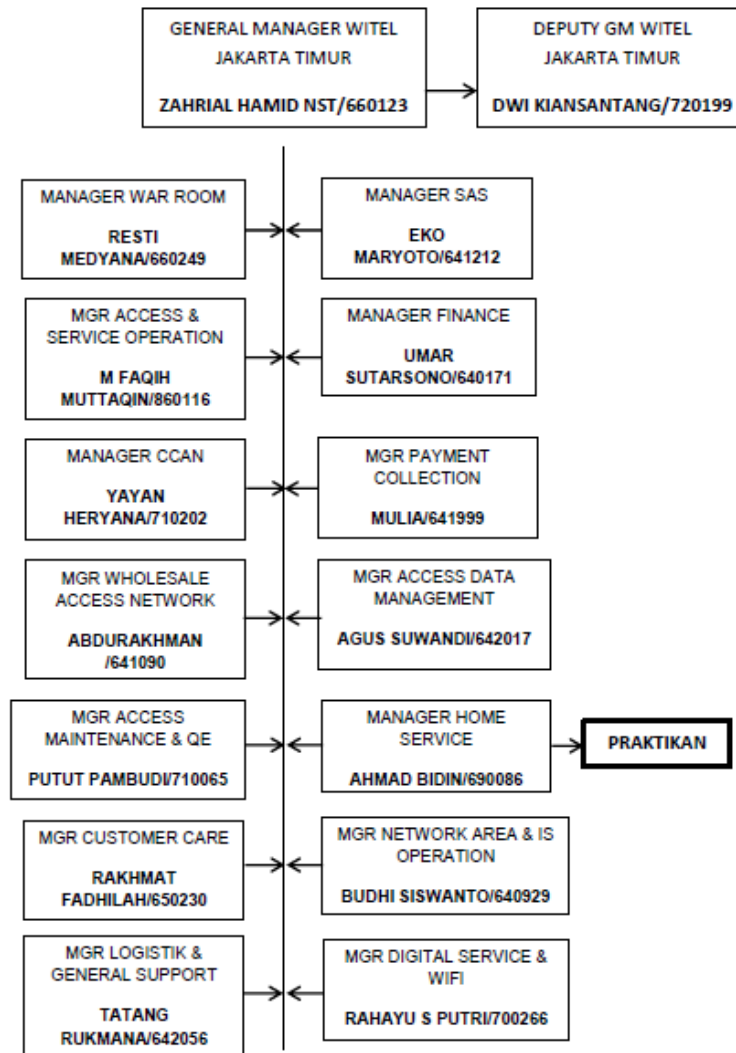 GENERAL MANAGER WITEL
JAKARTA TIMUR
ZAHRIAL HAMID NST/660123
DEPUTY GM WITEL
JAKARTA TIMUR
DWI KIANSANTANG/720199
MANAGER WAR ROOM
RESTI
MEDYANA/660249
MANAGER SAS
EKO
MARYOTO/641212
MGR ACCESS &
SERVICE OPERATION
M FAQIH
MUTTAQIN/860116
MANAGER FINANCE
UMAR
SUTARSONO/640171
MANAGER CCAN
YAYAN
HERYANA/710202
MGR PAYMENT
COLLECTION
MULIA/641999
MGR WHOLESALE
ACCESS NETWORK
ABDURAKHMAN
/641090
MGR ACCESS DATA
MANAGEMENT
AGUS SUWANDI/642017
MGR ACCESS
MAINTENANCE & QE
PUTUT PAMBUDI/710065
MANAGER HOME
SERVICE
AHMAD BIDIN/690086
PRAKTIKAN
MGR CUSTOMER CARE
RAKHMAT
FADHILAH/650230
MGR NETWORK AREA & IS
OPERATION
BUDHI SISWANTO/640929
MGR LOGISTIK &
GENERAL SUPPORT
TATANG
RUKMANA/642056
MGR DIGITAL SERVICE &
WIFI
RAHAYU S PUTRI/700266